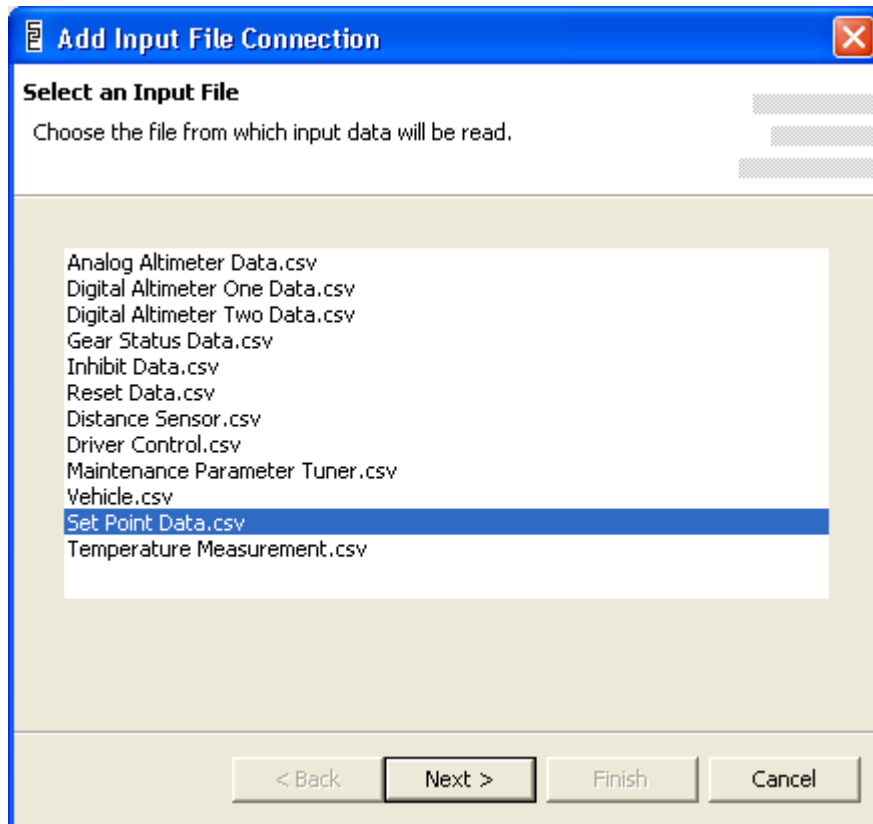 Add Input File Connection
Select an Input File
Choose the file from which input data will be read.
Analog Altimeter Data.csv
Digital Altimeter One Data.csv
Digital Altimeter Two Data.csv
Gear Status Data.csv
Inhibit Data.csv
Reset Data.csv
Distance Sensor.csv
Driver Control.csv
Maintenance Parameter Tuner.csv
Vehicle.csv
Set Point Data.csv
Temperature Measurement.csv
< Back Next > Finish Cancel